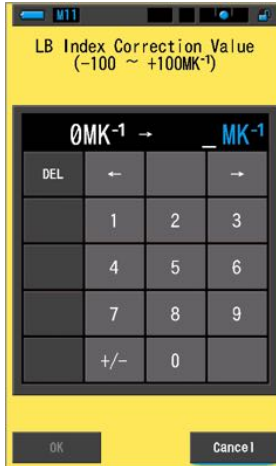 M11
LB Index Correction Value
(-100 ~ +100MK⁻¹)
0MK⁻¹ → _ MK⁻¹
DEL ← →
1 2 3
4 5 6
7 8 9
+/- 0
OK Cancel